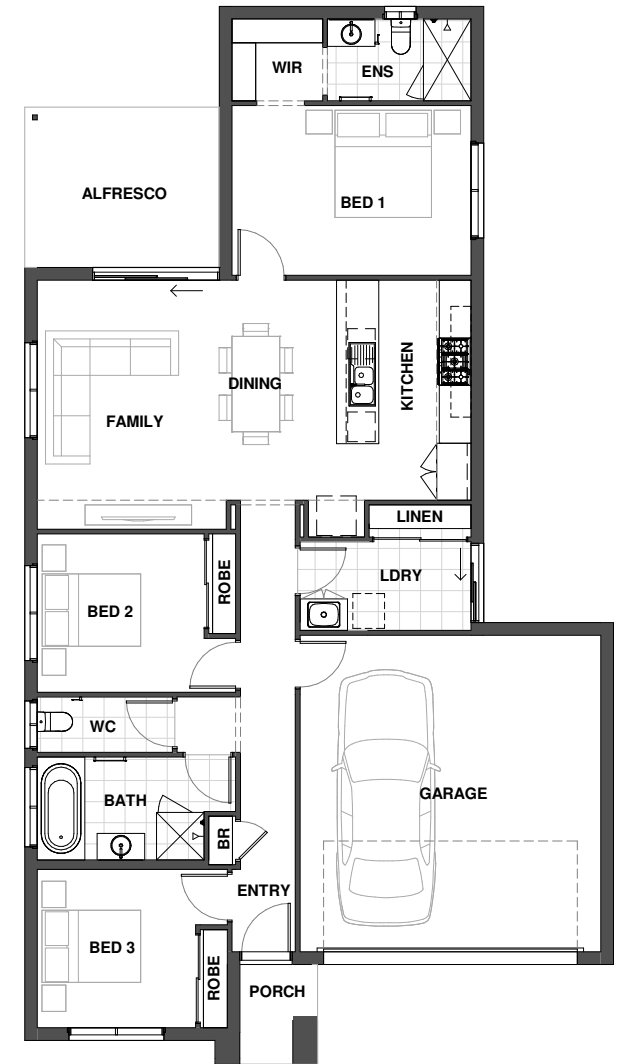 WIR
ENS
ALFRESCO
BED 1
DINING
KITCHEN
FAMILY
LINEN
ROBE
LDRY
BED 2
WC
BATH
GARAGE
BR
ENTRY
BED 3
ROBE
PORCH